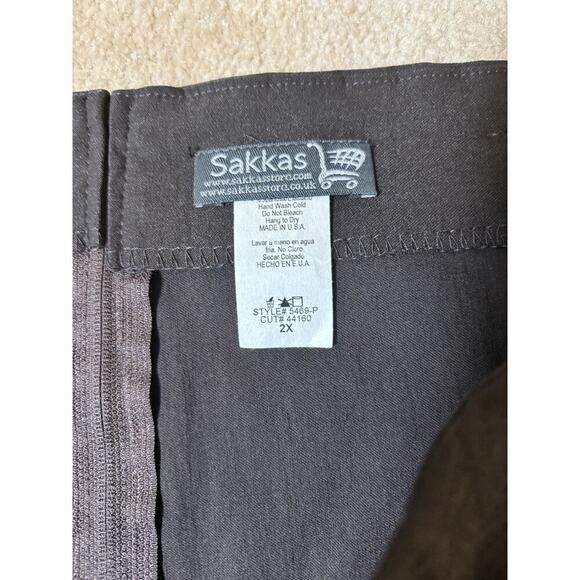 Sakkas
www.sakkasstore.com
www.sakkasstore.co.uk
Hand Wash Cold
Do Not Bleach
Hang to Dry
MADE IN U.S.A.
Lavar a mano en agua
fria. No Cloro.
Secar Colgado
HECHO EN E.U.A.
STYLE# 5469-P
CUT# 44160
2X